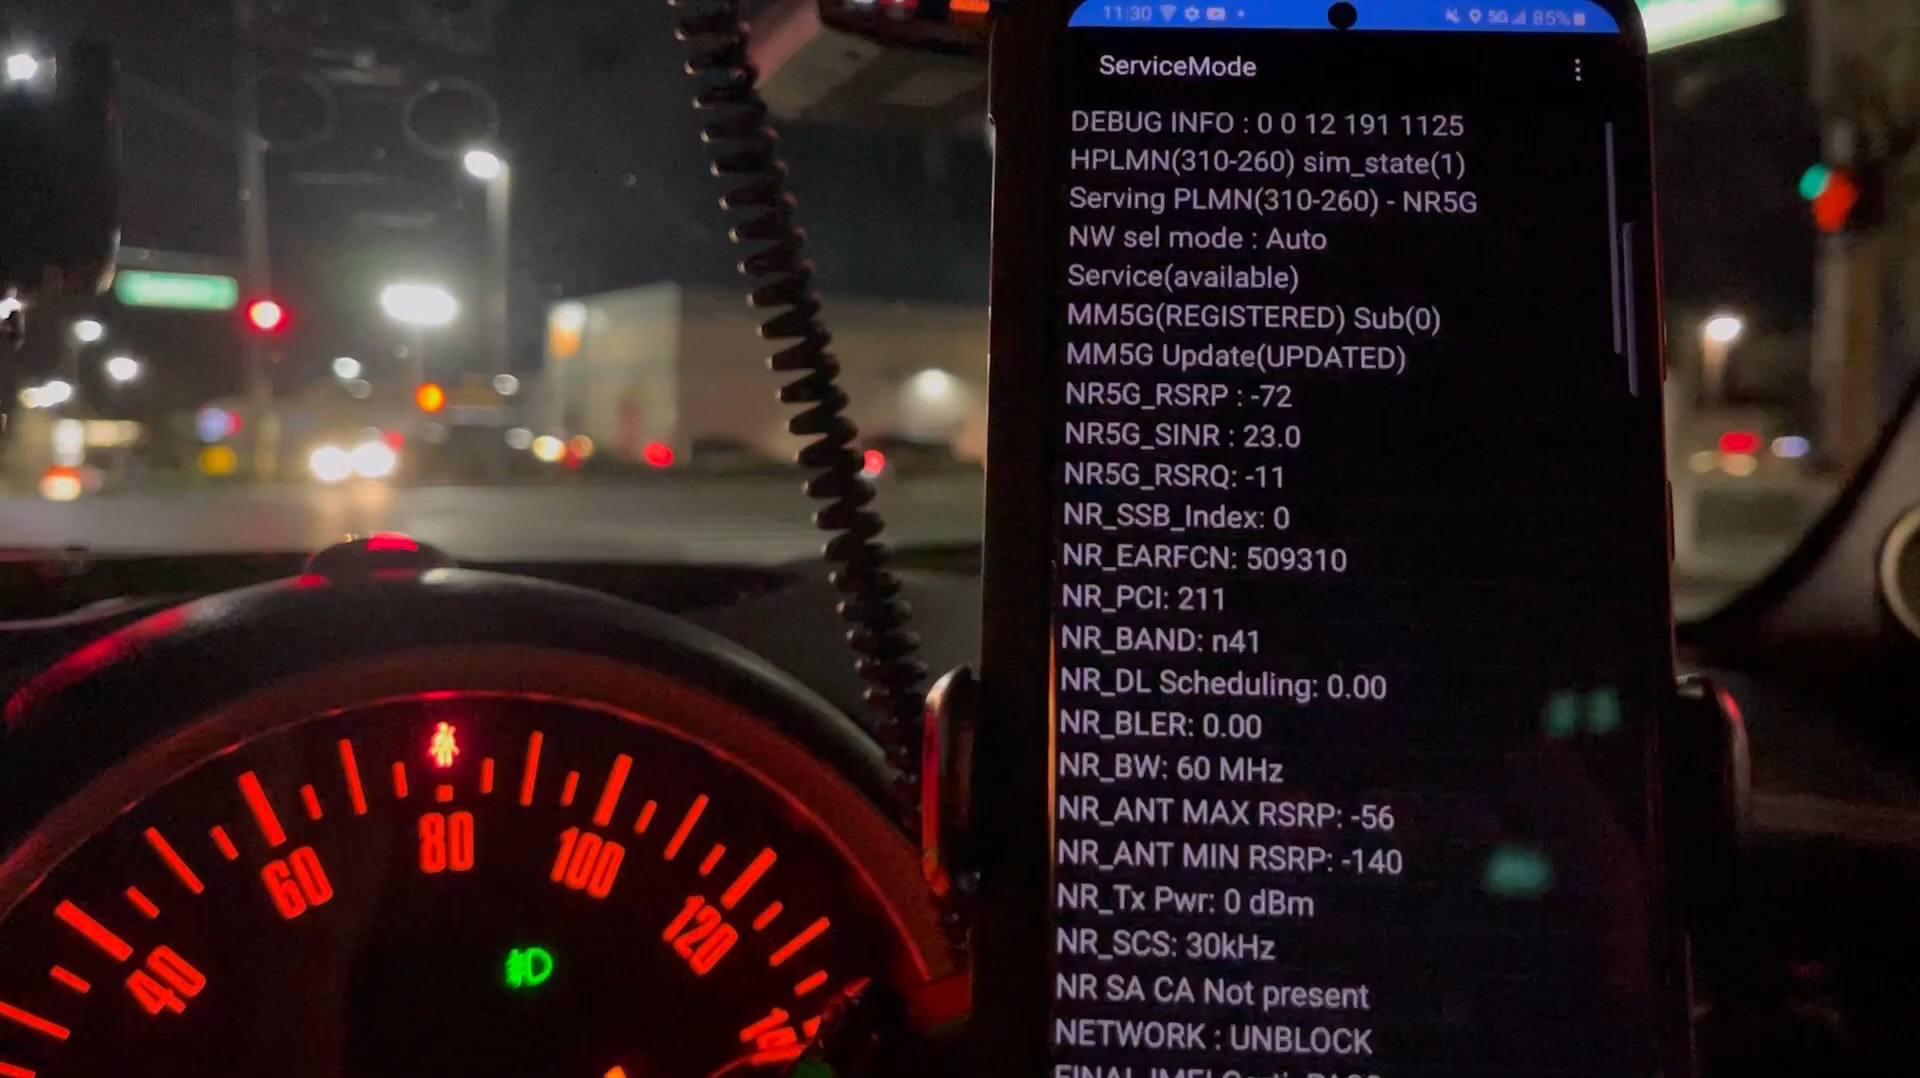 11:30 5G 85%
ServiceMode
DEBUG INFO : 0 0 12 191 1125
HPLMN(310-260) sim_state(1)
Serving PLMN(310-260) - NR5G
NW sel mode : Auto
Service(available)
MM5G(REGISTERED) Sub(0)
MM5G Update(UPDATED)
NR5G_RSRP : -72
NR5G_SINR : 23.0
NR5G_RSRQ: -11
NR_SSB_Index: 0
NR_EARFCN: 509310
NR_PCI: 211
NR_BAND: n41
NR_DL Scheduling: 0.00
NR_BLER: 0.00
NR_BW: 60 MHz
NR_ANT MAX RSRP: -56
NR_ANT MIN RSRP: -140
NR_Tx Pwr: 0 dBm
NR_SCS: 30kHz
NR SA CA Not present
NETWORK : UNBLOCK
40
60
80
100
120